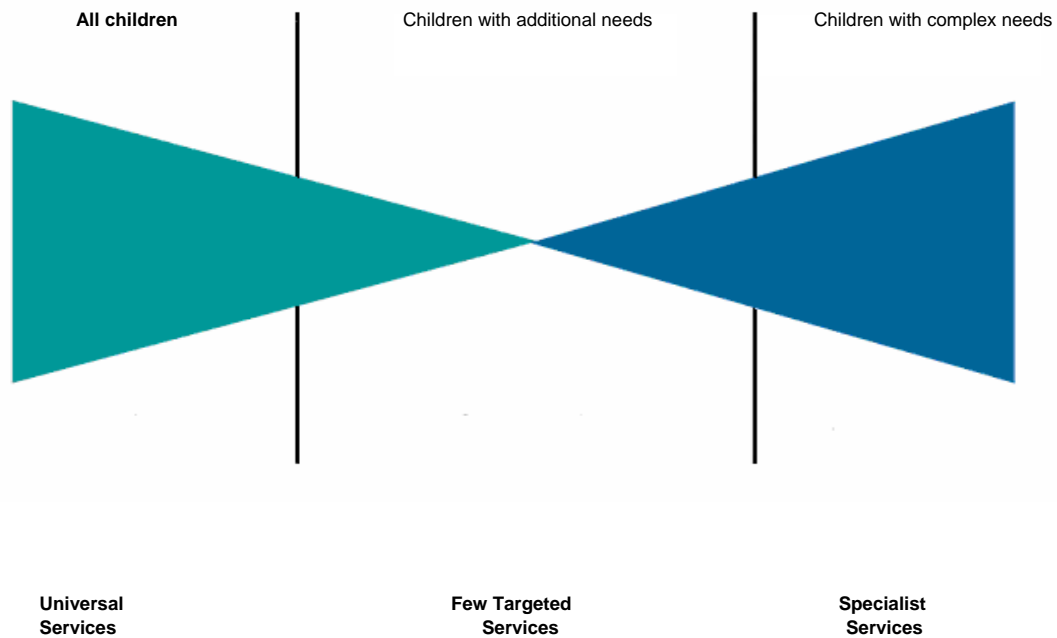 All children
Children with additional needs
Children with complex needs
Universal
Services
Few Targeted
Services
Specialist
Services